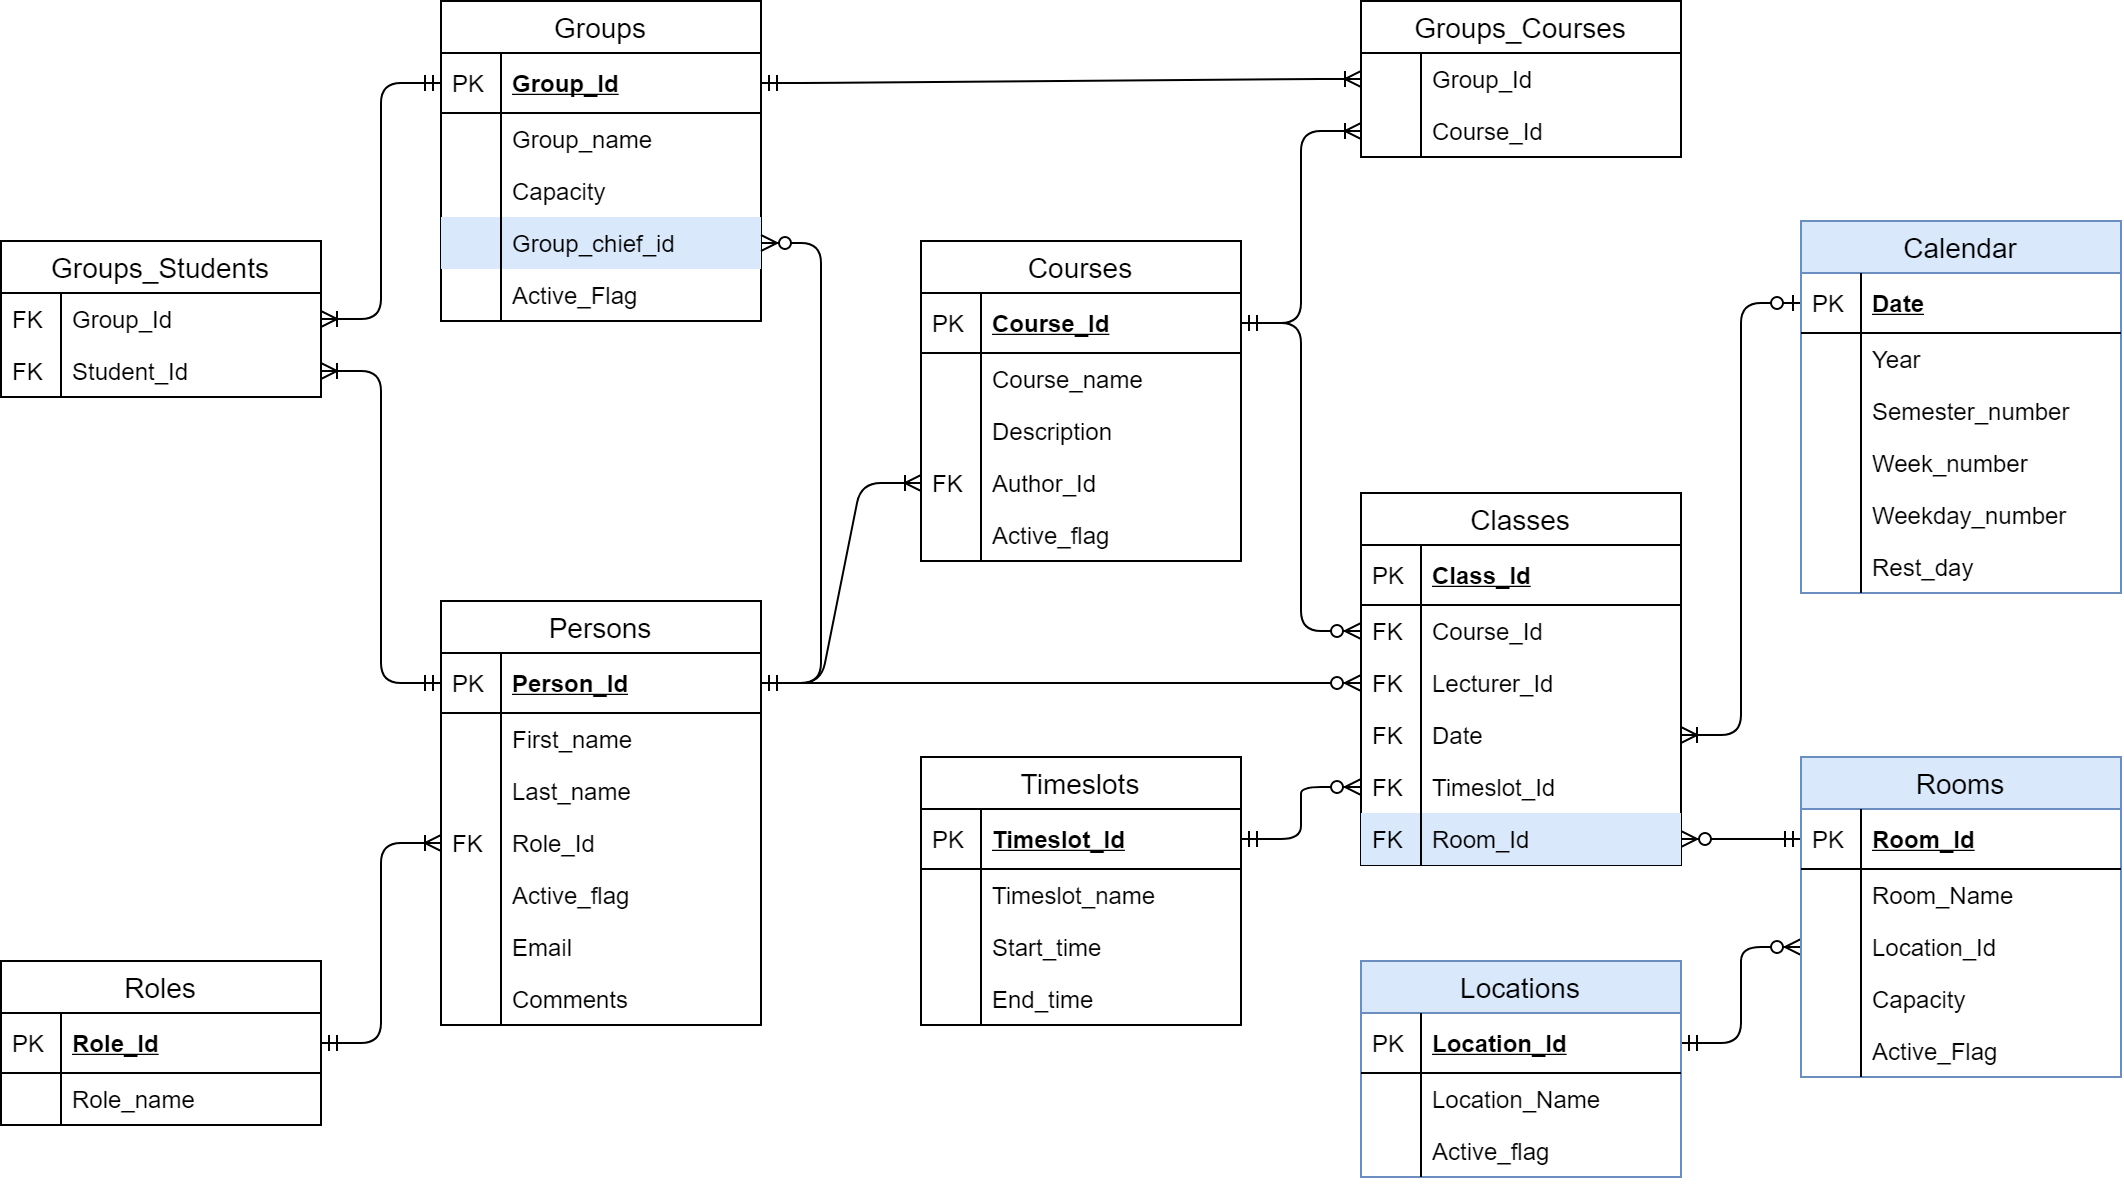 Groups
PK Group_Id
Group_name
Capacity
Group_chief_id
Active_Flag
Groups_Courses
Group_Id
Course_Id
Groups_Students
FK Group_Id
FK Student_Id
Courses
PK Course_Id
Course_name
Description
FK Author_Id
Active_flag
Calendar
PK Date
Year
Semester_number
Week_number
Weekday_number
Rest_day
Classes
PK Class_Id
FK Course_Id
FK Lecturer_Id
FK Date
FK Timeslot_Id
FK Room_Id
Persons
PK Person_Id
First_name
Last_name
FK Role_Id
Active_flag
Email
Comments
Timeslots
PK Timeslot_Id
Timeslot_name
Start_time
End_time
Rooms
PK Room_Id
Room_Name
Location_Id
Capacity
Active_Flag
Roles
PK Role_Id
Role_name
Locations
PK Location_Id
Location_Name
Active_flag